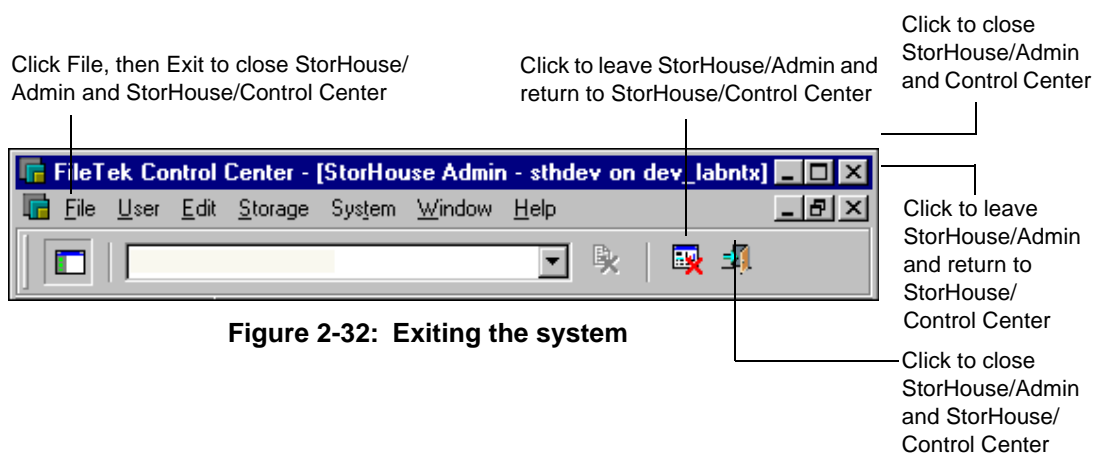 Click to close
StorHouse/Admin
and Control Center
Click File, then Exit to close StorHouse/
Admin and StorHouse/Control Center
Click to leave StorHouse/Admin and
return to StorHouse/Control Center
FileTek Control Center - [StorHouse Admin - sthdev on dev_labntx]
File User Edit Storage System Window Help
Click to leave
StorHouse/Admin
and return to
StorHouse/
Control Center
Figure 2-32: Exiting the system
Click to close
StorHouse/Admin
and StorHouse/
Control Center